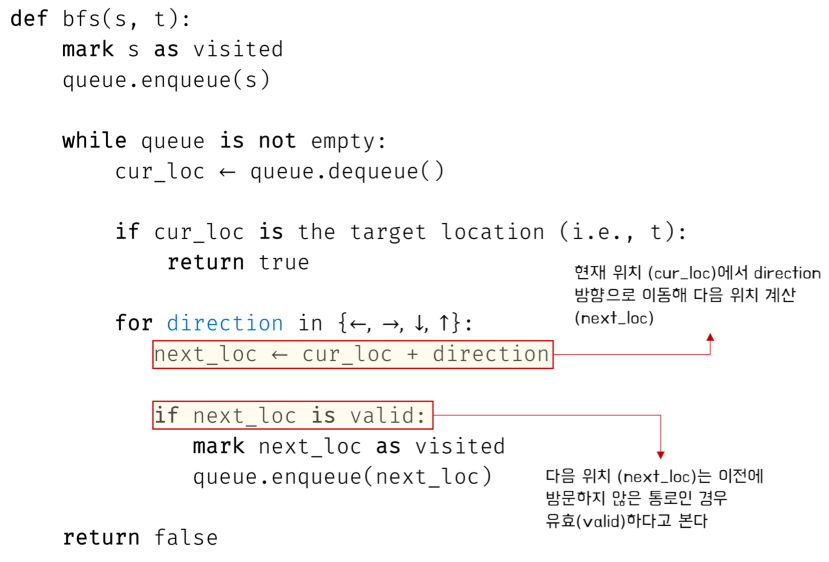 def bfs(s, t):
mark s as visited
queue.enqueue(s)
while queue is not empty:
cur_loc ← queue.dequeue()
if cur_loc is the target location (i.e., t):
return true
현재 위치 (cur_loc)에서 direction
방향으로 이동해 다음 위치 계산
(next_loc)
for direction in {←, →, ↓, ↑}:
next_loc ← cur_loc + direction
if next_loc is valid:
mark next_loc as visited
queue.enqueue(next_loc)
다음 위치 (next_loc)는 이전에
방문하지 않은 통로인 경우
유효(valid)하다고 본다
return false